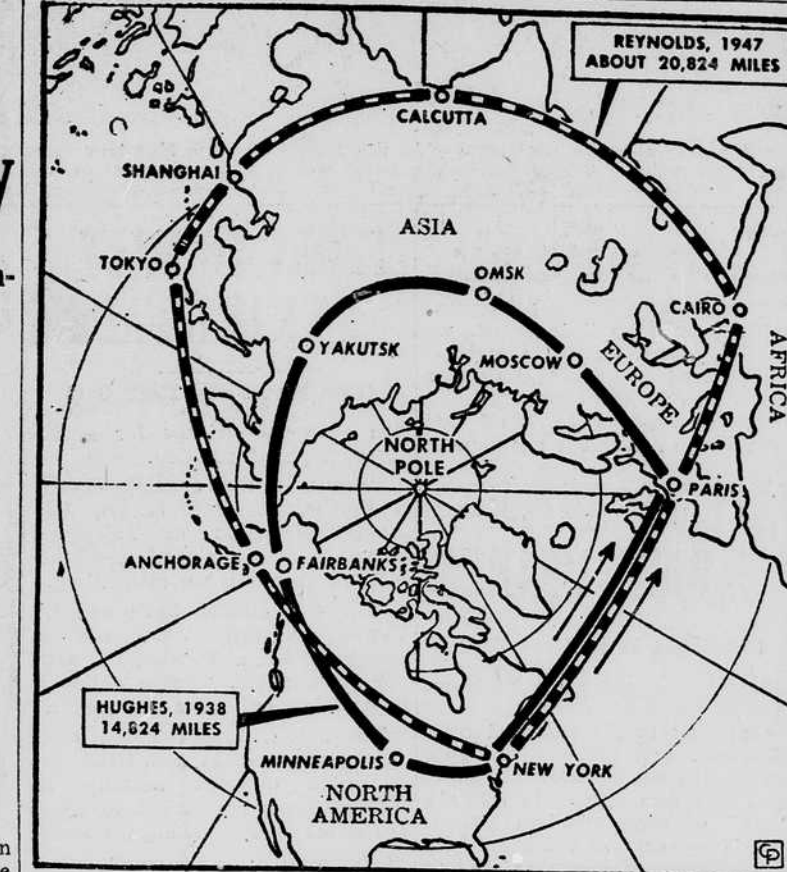 REYNOLDS, 1947
ABOUT 20,824 MILES
CALCUTTA
SHANGHAI
ASIA
TOKYO
OMSK
CAIRO
YAKUTSK
MOSCOW
EUROPE
AFRICA
NORTH
POLE
PARIS
ANCHORAGE
FAIRBANKS
HUGHES, 1938
14,824 MILES
MINNEAPOLIS
NEW YORK
NORTH
AMERICA
CP